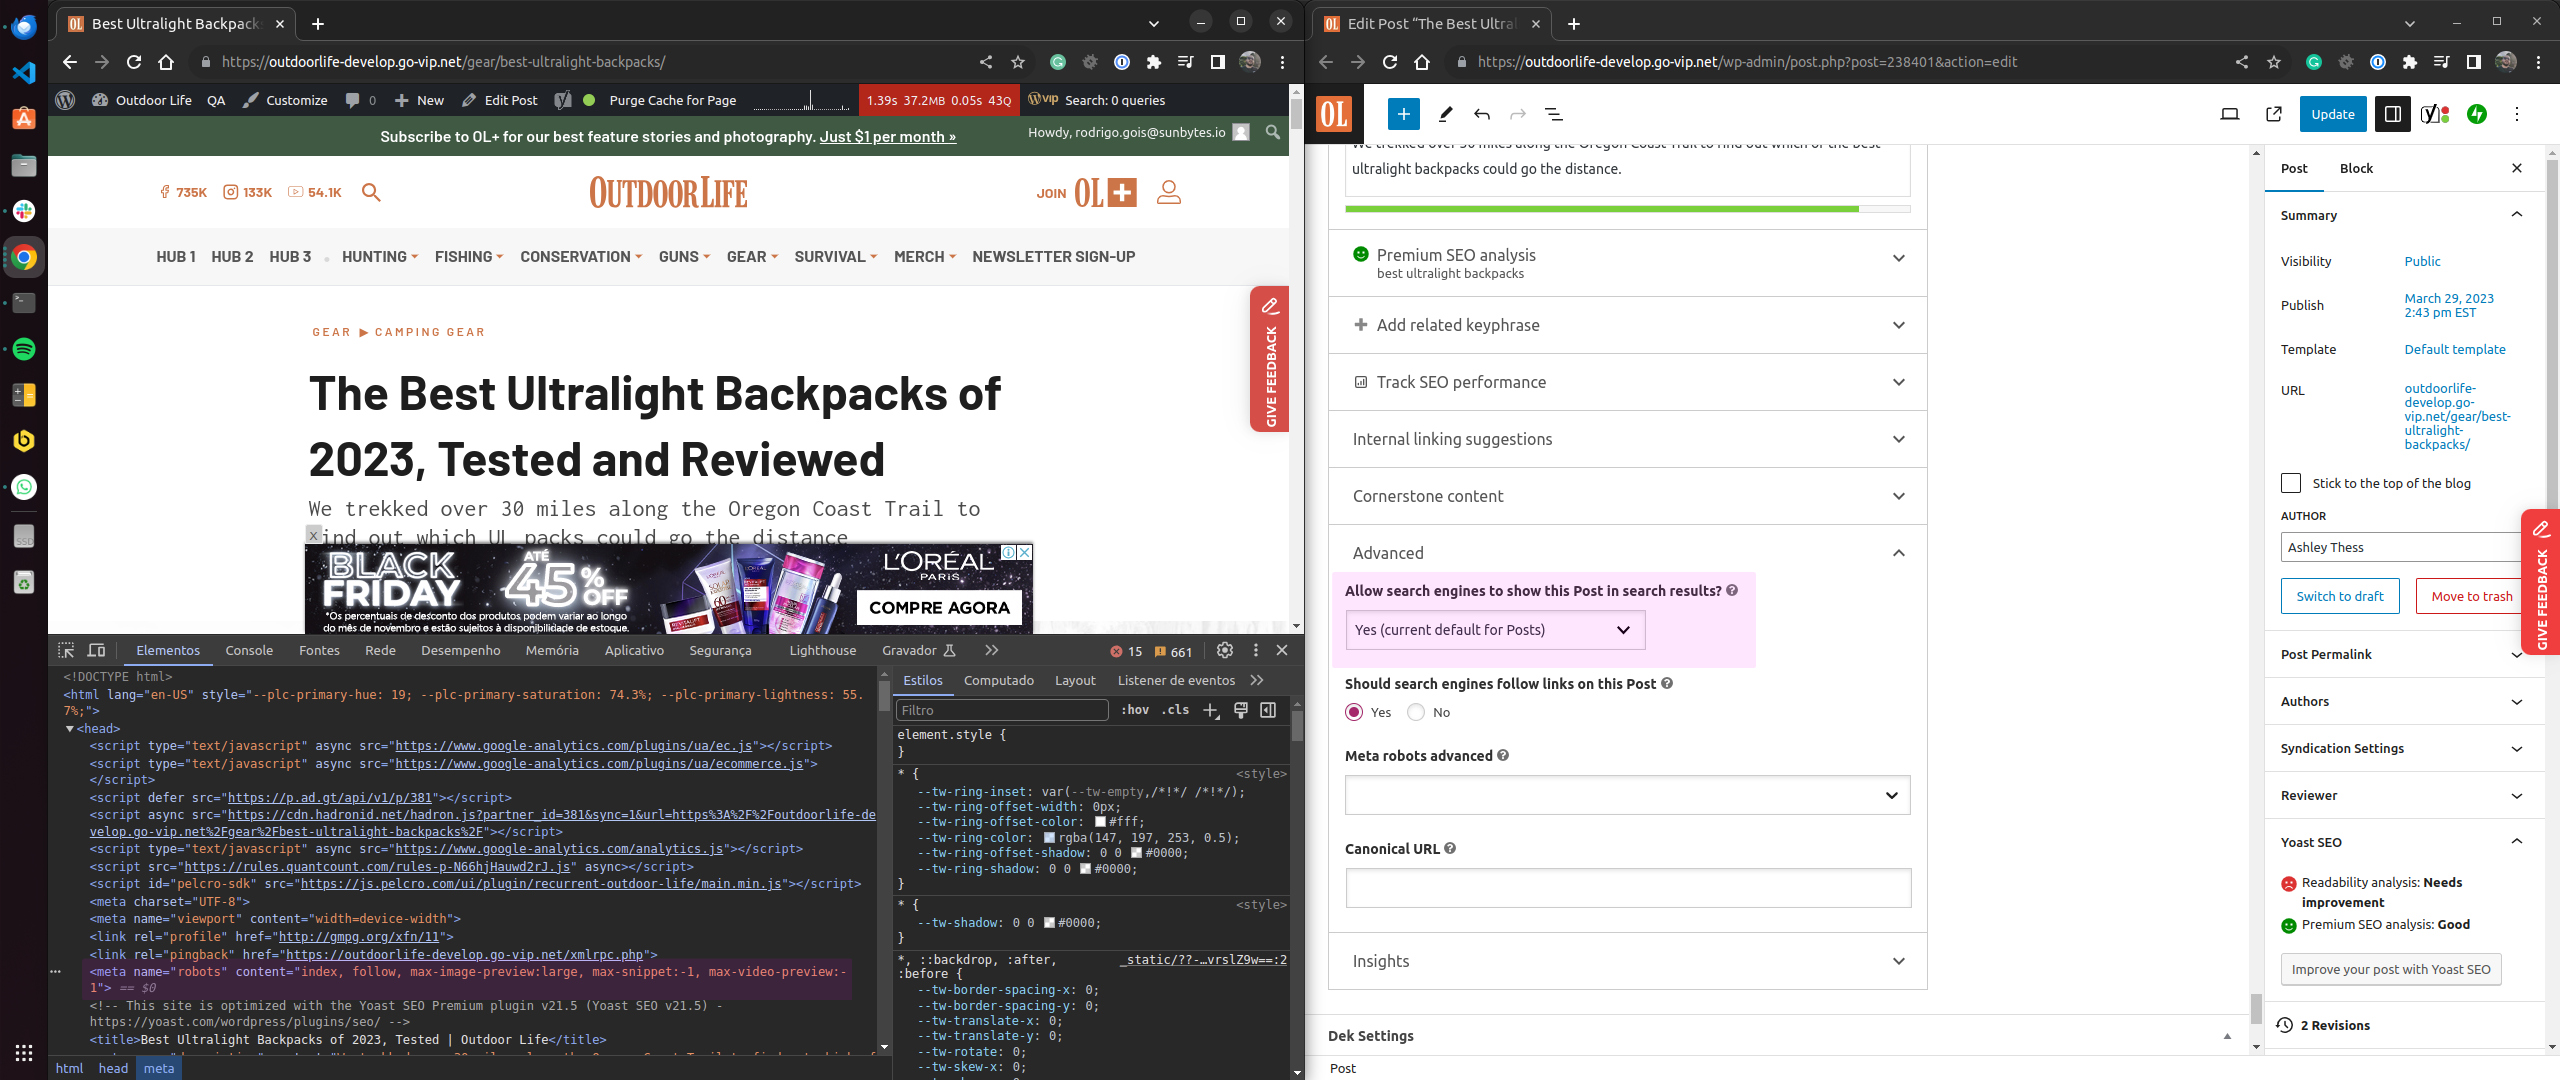 Best Ultralight Backpack
https://outdoorlife-develop.go-vip.net/gear/best-ultralight-backpacks/
Outdoor Life QA Customize 0 New Edit Post Purge Cache for Page 1.39s 37.2MB 0.05s 43Q VIP Search: 0 queries
Subscribe to OL+ for our best feature stories and photography. Just $1 per month »
Howdy, rodrigo.gois@sunbytes.io
735K 133K 54.1K
OUTDOOR LIFE
JOIN OL+
HUB 1 HUB 2 HUB 3 HUNTING FISHING CONSERVATION GUNS GEAR SURVIVAL MERCH NEWSLETTER SIGN-UP
GIVE FEEDBACK
GEAR ▶ CAMPING GEAR
The Best Ultralight Backpacks of
2023, Tested and Reviewed
We trekked over 30 miles along the Oregon Coast Trail to
find out which UL packs could go the distance
x
BLACK
FRIDAY
ATÉ
45% OFF
*Os percentuais de desconto dos produtos podem variar ao longo
do mês de novembro e estão sujeitos à disponibilidade de estoque.
L'ORÉAL
PARIS
COMPRE AGORA
Elementos Console Fontes Rede Desempenho Memória Aplicativo Segurança Lighthouse Gravador 15 661
<!DOCTYPE html>
<html lang="en-US" style="--plc-primary-hue: 19; --plc-primary-saturation: 74.3%; --plc-primary-lightness: 55.
7%;">
▼<head>
<script type="text/javascript" async src="https://www.google-analytics.com/plugins/ua/ec.js"></script>
<script type="text/javascript" async src="https://www.google-analytics.com/plugins/ua/ecommerce.js">
</script>
<script defer src="https://p.ad.gt/api/v1/p/381"></script>
<script async src="https://cdn.hadronid.net/hadron.js?partner_id=381&sync=1&url=https%3A%2F%2Foutdoorlife-de
velop.go-vip.net%2Fgear%2Fbest-ultralight-backpacks%2F"></script>
<script type="text/javascript" async src="https://www.google-analytics.com/analytics.js"></script>
<script src="https://rules.quantcount.com/rules-p-N66hjHauwd2rJ.js" async></script>
<script id="pelcro-sdk" src="https://js.pelcro.com/ui/plugin/recurrent-outdoor-life/main.min.js"></script>
<meta charset="UTF-8">
<meta name="viewport" content="width=device-width">
<link rel="profile" href="http://gmpg.org/xfn/11">
<link rel="pingback" href="https://outdoorlife-develop.go-vip.net/xmlrpc.php">
<meta name="robots" content="index, follow, max-image-preview:large, max-snippet:-1, max-video-preview:-
1"> == $0
<!-- This site is optimized with the Yoast SEO Premium plugin v21.5 (Yoast SEO v21.5) -
https://yoast.com/wordpress/plugins/seo/ -->
<title>Best Ultralight Backpacks of 2023, Tested | Outdoor Life</title>
html head meta
Estilos Computado Layout Listener de eventos
Filtro :hov .cls
element.style {
}
* { <style>
--tw-ring-inset: var(--tw-empty,/*!*/ /*!*/);
--tw-ring-offset-width: 0px;
--tw-ring-offset-color: #fff;
--tw-ring-color: rgba(147, 197, 253, 0.5);
--tw-ring-offset-shadow: 0 0 #0000;
--tw-ring-shadow: 0 0 #0000;
}
* { <style>
--tw-shadow: 0 0 #0000;
}
*, ::backdrop, :after, _static/??-…vrslZ9w==:2
:before {
--tw-border-spacing-x: 0;
--tw-border-spacing-y: 0;
--tw-translate-x: 0;
--tw-translate-y: 0;
--tw-rotate: 0;
--tw-skew-x: 0;
Edit Post “The Best Ultral
https://outdoorlife-develop.go-vip.net/wp-admin/post.php?post=238401&action=edit
OL
Update
We trekked over 30 miles along the Oregon Coast Trail to find out which of the best
ultralight backpacks could go the distance.
Premium SEO analysis
best ultralight backpacks
Add related keyphrase
Track SEO performance
Internal linking suggestions
Cornerstone content
Advanced
Allow search engines to show this Post in search results?
Yes (current default for Posts)
Should search engines follow links on this Post
Yes No
Meta robots advanced
Canonical URL
Insights
Dek Settings
Post
Post Block
Summary
Visibility Public
Publish March 29, 2023
2:43 pm EST
Template Default template
URL outdoorlife-
develop.go-
vip.net/gear/best-
ultralight-
backpacks/
Stick to the top of the blog
AUTHOR
Ashley Thess
Switch to draft Move to trash
GIVE FEEDBACK
Post Permalink
Authors
Syndication Settings
Reviewer
Yoast SEO
Readability analysis: Needs
improvement
Premium SEO analysis: Good
Improve your post with Yoast SEO
2 Revisions